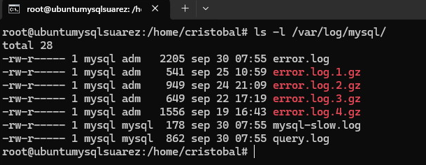 root@ubuntumysqlsuarez: /home/cristobal
root@ubuntumysqlsuarez:/home/cristobal# ls -l /var/log/mysql/
total 28
-rw-r----- 1 mysql adm 2205 sep 30 07:55 error.log
-rw-r----- 1 mysql adm 541 sep 25 10:59 error.log.1.gz
-rw-r----- 1 mysql adm 949 sep 24 21:09 error.log.2.gz
-rw-r----- 1 mysql adm 649 sep 22 17:19 error.log.3.gz
-rw-r----- 1 mysql adm 1556 sep 19 16:43 error.log.4.gz
-rw-r----- 1 mysql mysql 178 sep 30 07:55 mysql-slow.log
-rw-r----- 1 mysql mysql 862 sep 30 07:55 query.log
root@ubuntumysqlsuarez:/home/cristobal#